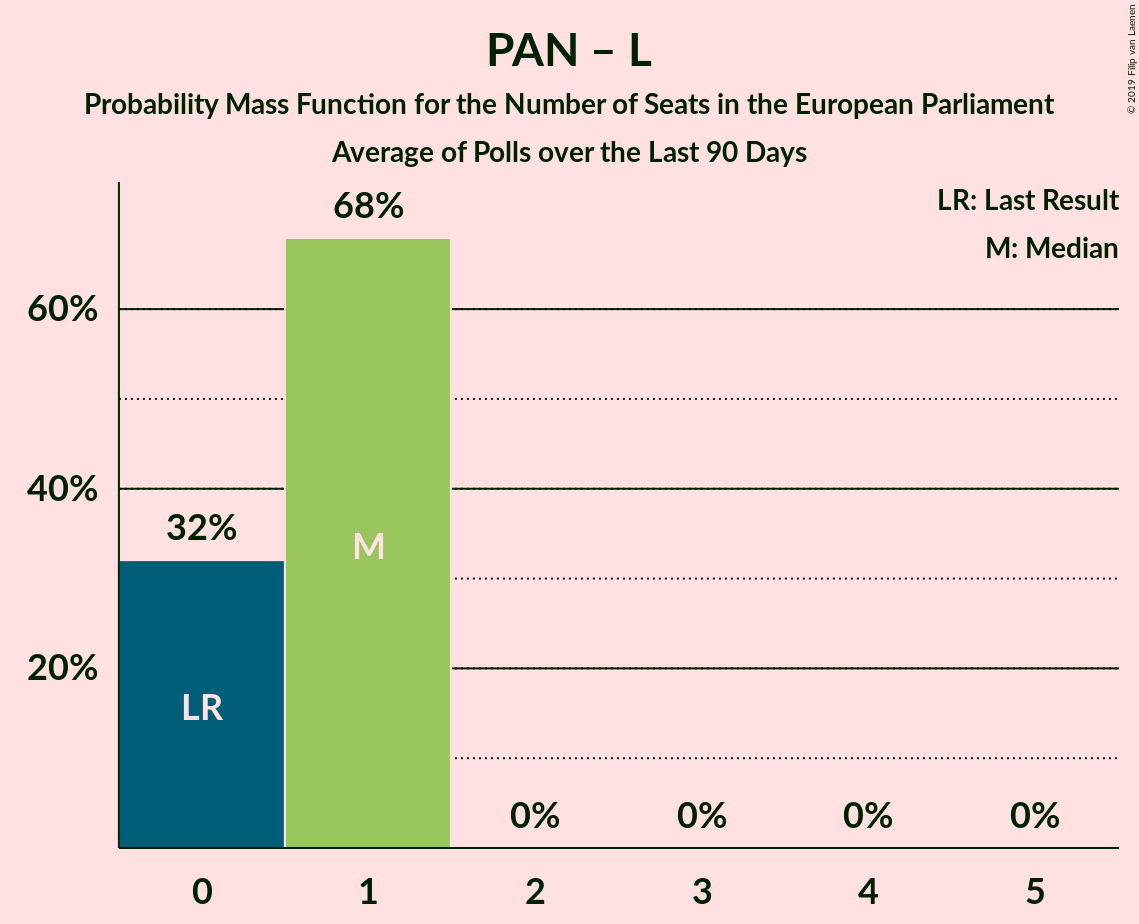 PAN – L
Probability Mass Function for the Number of Seats in the European Parliament
Average of Polls over the Last 90 Days
© 2019 Filip van Laenen
LR: Last Result
M: Median
68%
60%
40%
32%
20%
M
LR
0%
0%
0%
0%
0
1
2
3
4
5